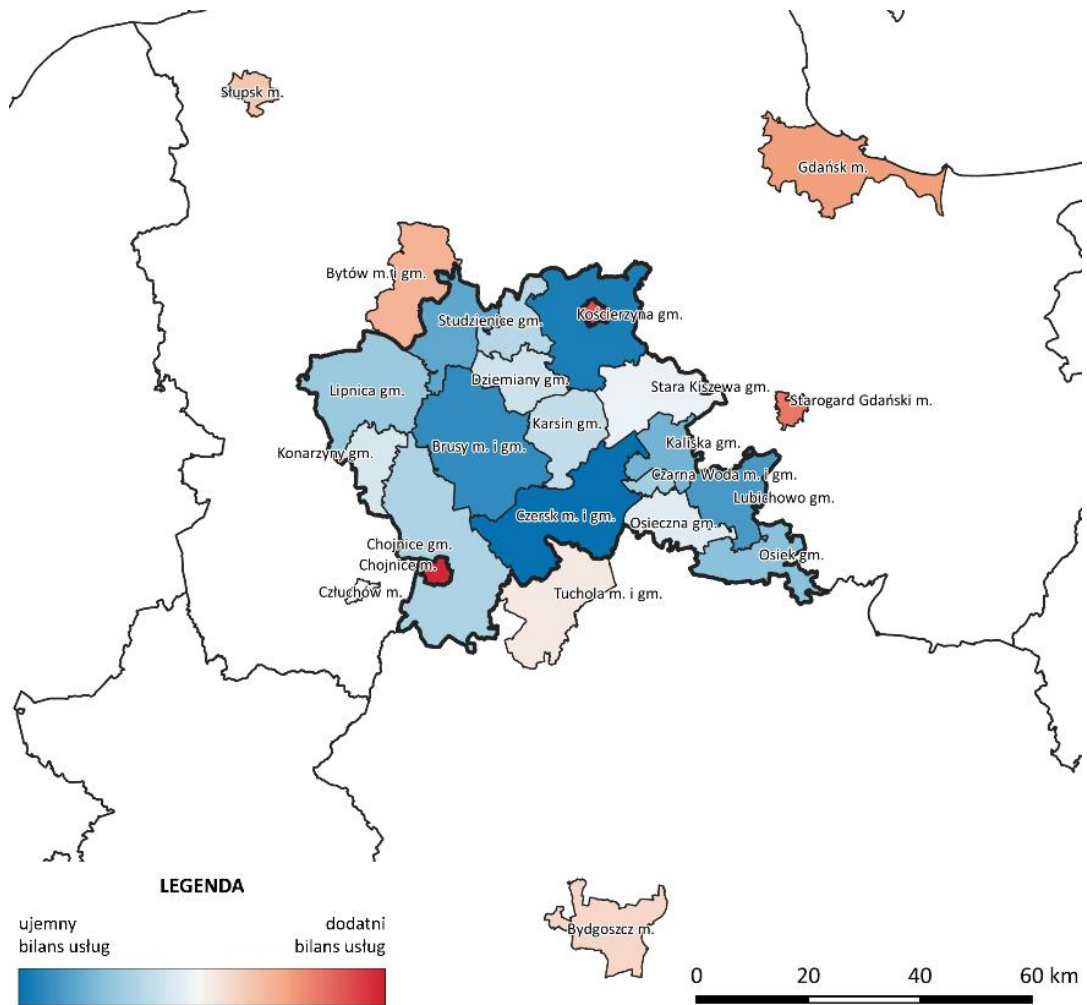 Słupsk m.
Gdańsk m.
Bytów m. i gm.
Studzienice gm.
Kościerzyna gm.
Lipnica gm.
Dziemiany gm.
Stara Kiszewa gm.
Starogard Gdański m.
Karsin gm.
Konarzyny gm.
Brusy m. i gm.
Kaliska gm.
Czarna Woda m. i gm.
Lubichowo gm.
Czersk m. i gm.
Osieczna gm.
Chojnice gm.
Osiek gm.
Chojnice m.
Człuchów m.
Tuchola m. i gm.
LEGENDA
ujemny
bilans usług
dodatni
bilans usług
Bydgoszcz m.
0 20 40 60 km